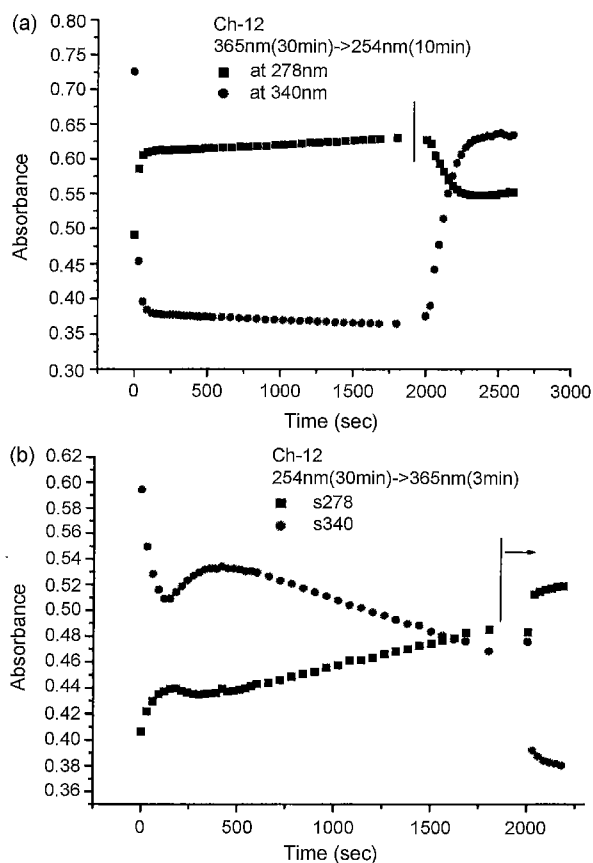 (a)
Ch-12
365nm(30min)->254nm(10min)
at 278nm
at 340nm
Absorbance
0.80
0.75
0.70
0.65
0.60
0.55
0.50
0.45
0.40
0.35
0.30
0 500 1000 1500 2000 2500 3000
Time (sec)
(b)
Ch-12
254nm(30min)->365nm(3min)
s278
s340
Absorbance
0.62
0.60
0.58
0.56
0.54
0.52
0.50
0.48
0.46
0.44
0.42
0.40
0.38
0.36
0 500 1000 1500 2000
Time (sec)